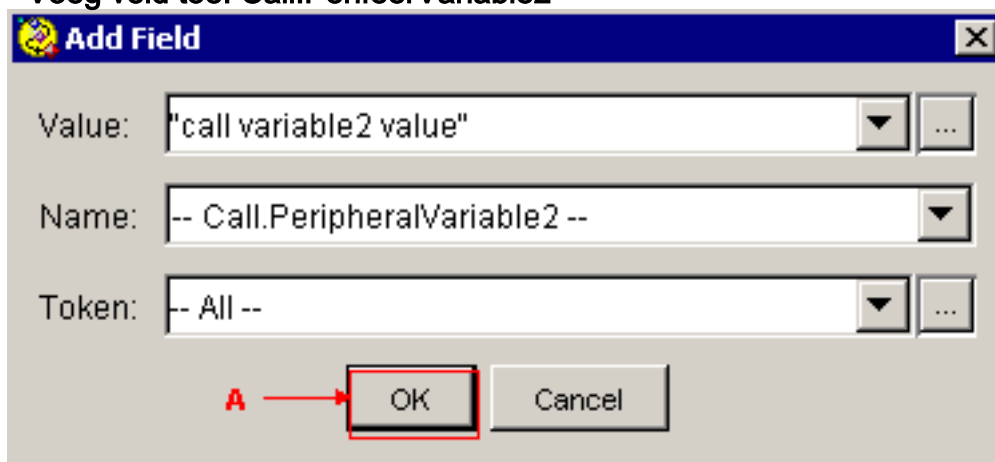 Add Field
Value: "call variable2 value" ...
Name: -- Call.PeripheralVariable2 --
Token: -- All -- ...
A OK Cancel